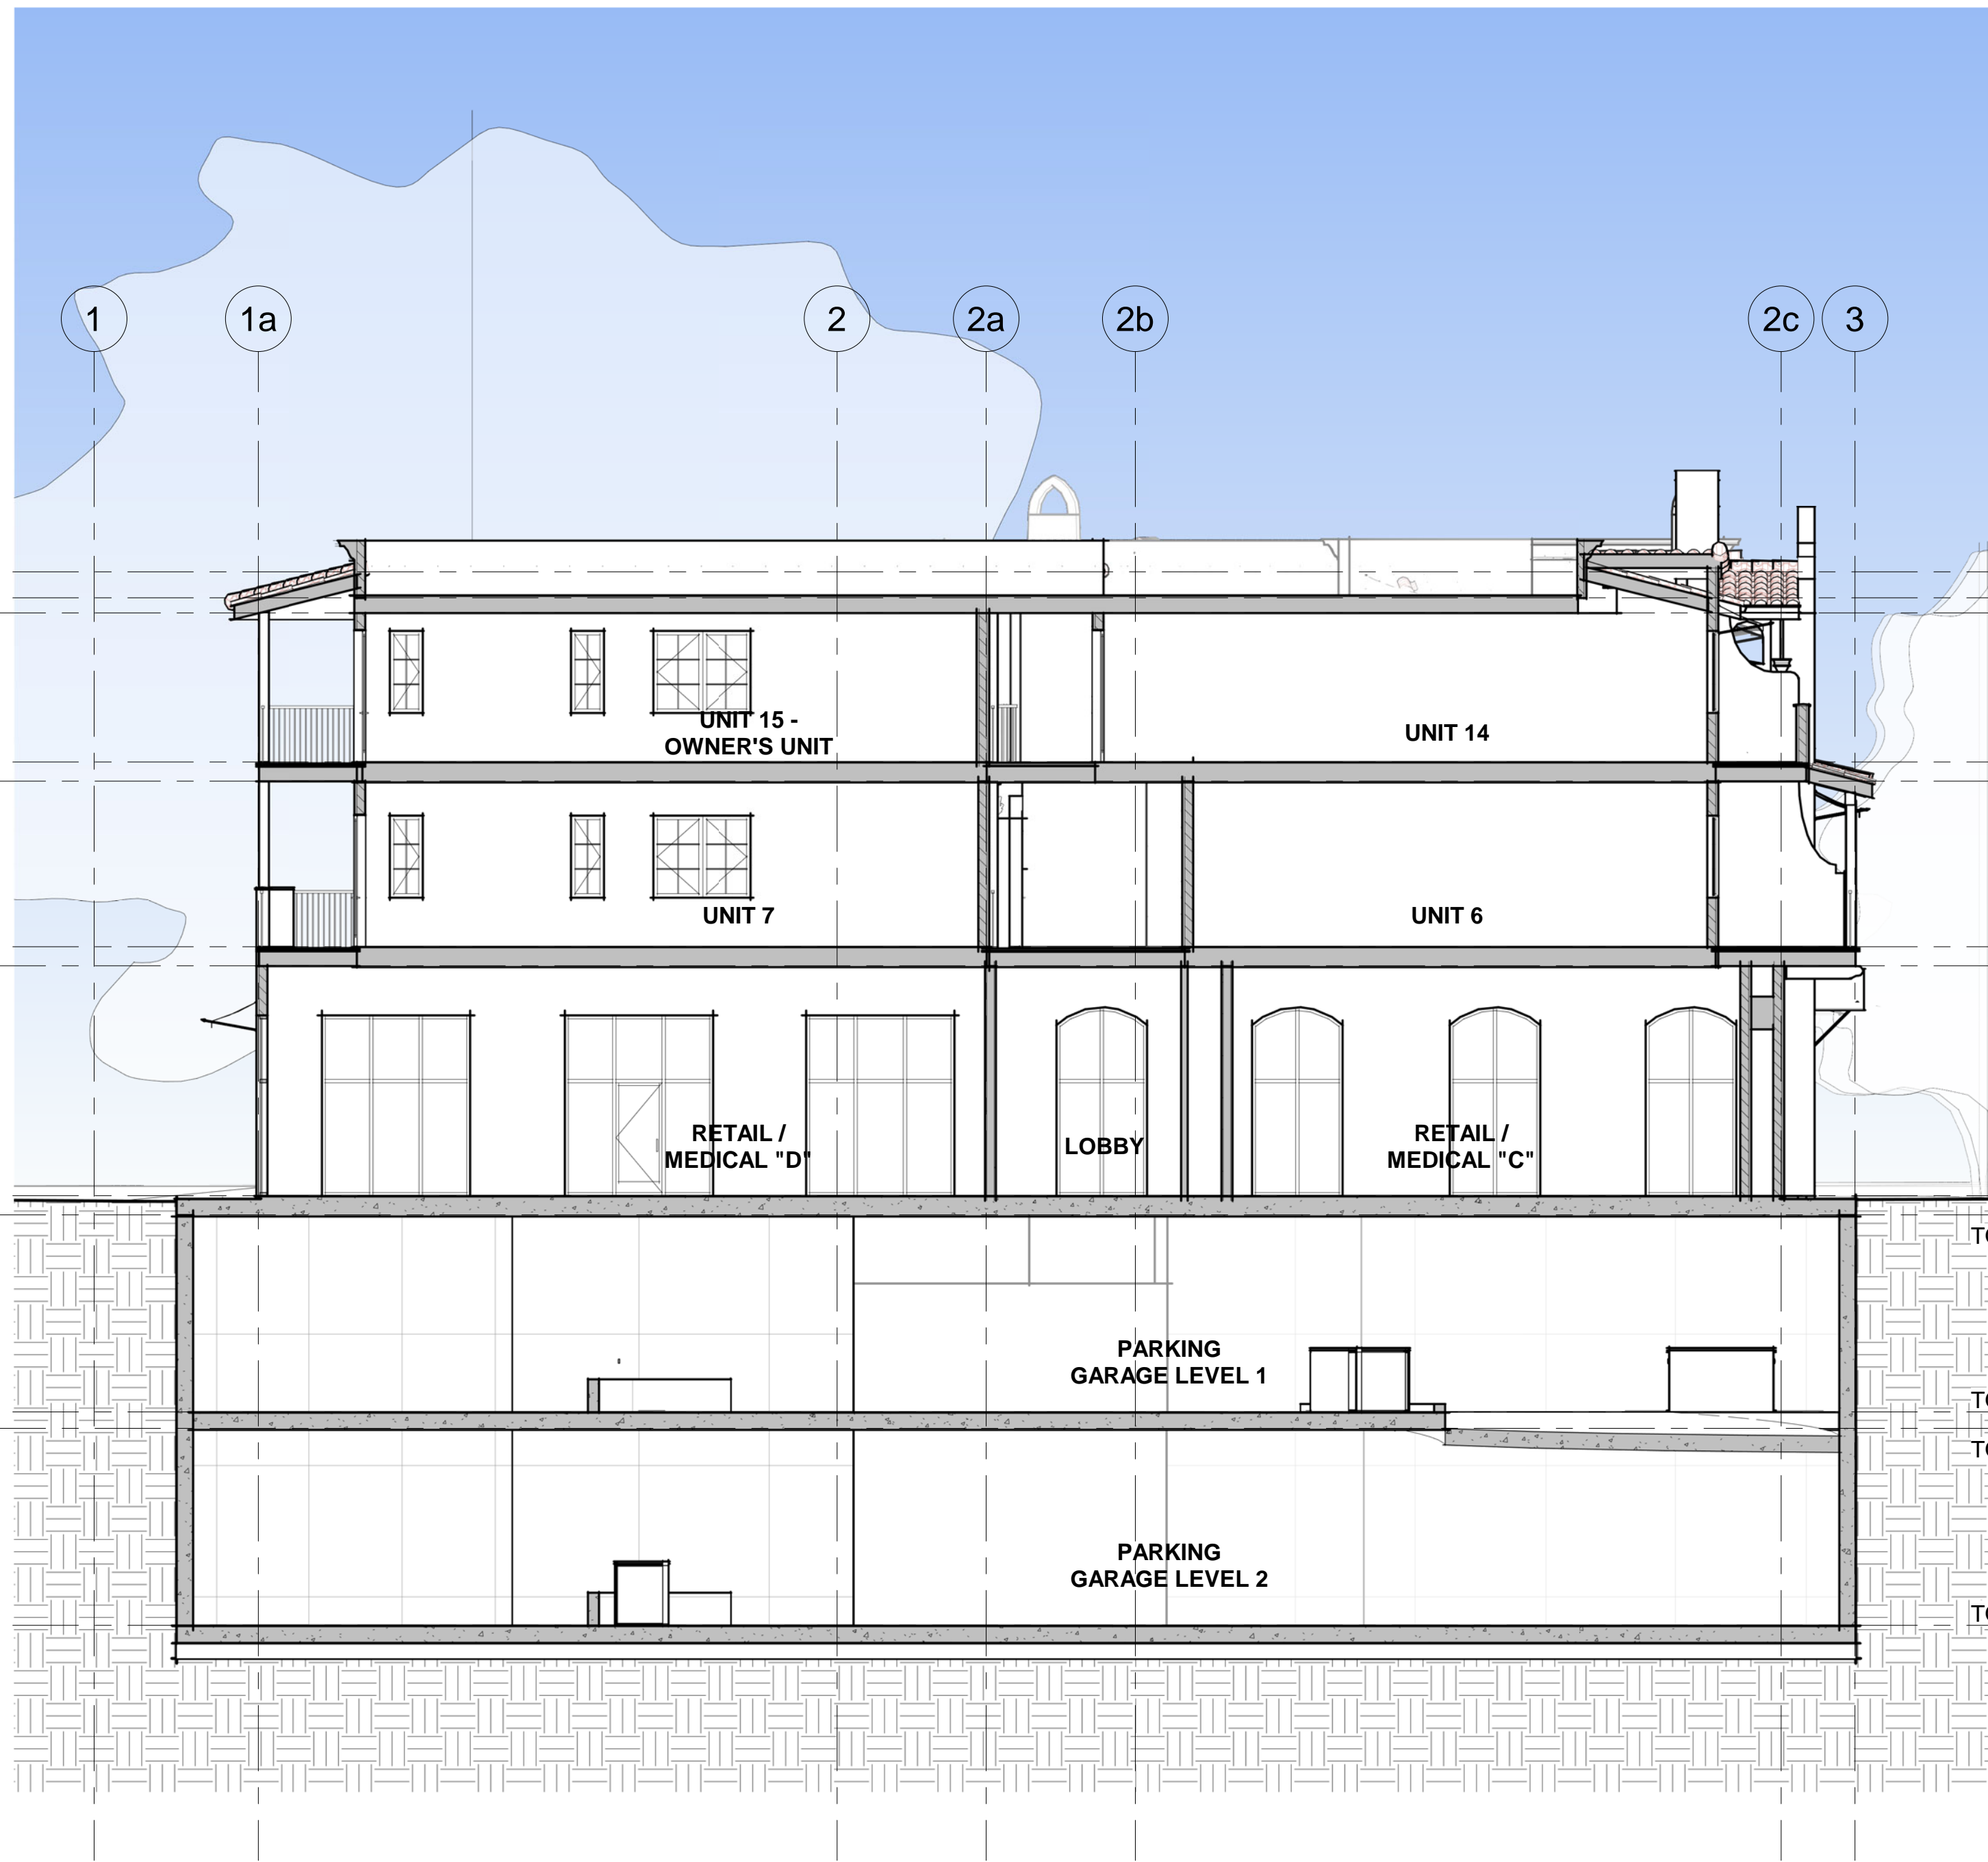 1
1a
2
2a
2b
2c
3
UNIT 15 -
OWNER'S UNIT
UNIT 14
UNIT 7
UNIT 6
RETAIL /
MEDICAL "D"
LOBBY
RETAIL /
MEDICAL "C"
PARKING
GARAGE LEVEL 1
PARKING
GARAGE LEVEL 2